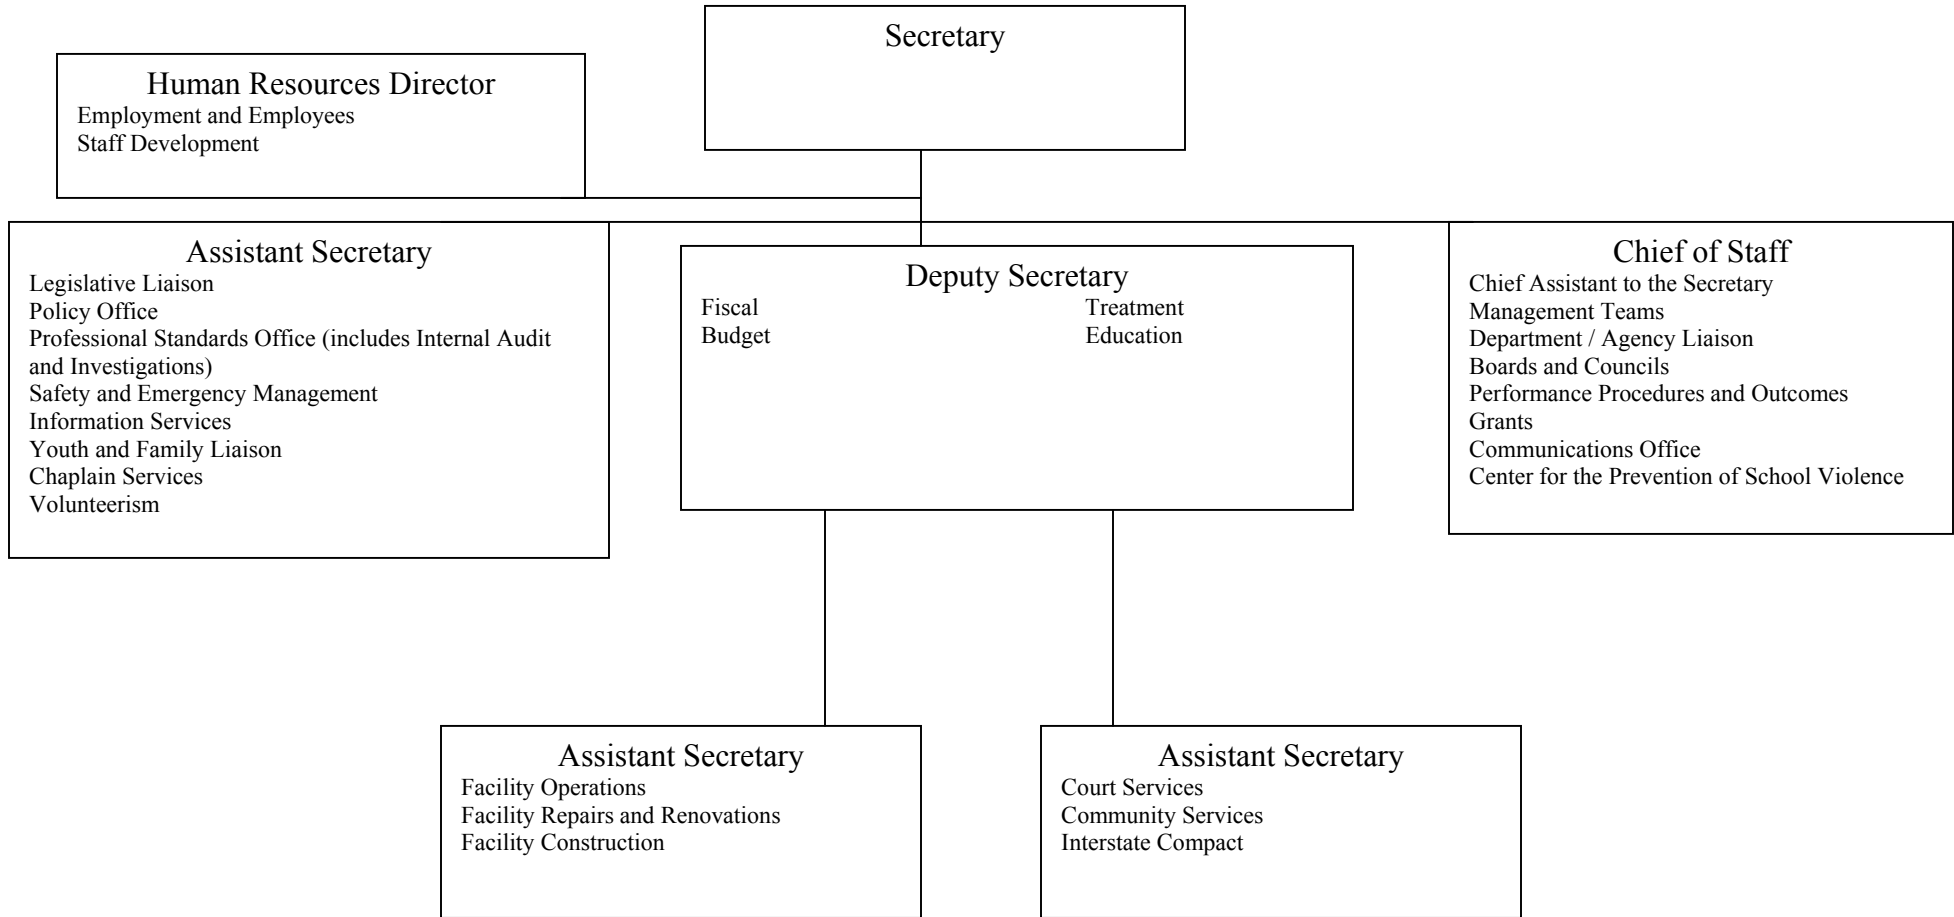 Secretary
Human Resources Director
Employment and Employees
Staff Development
Assistant Secretary
Legislative Liaison
Policy Office
Professional Standards Office (includes Internal Audit
and Investigations)
Safety and Emergency Management
Information Services
Youth and Family Liaison
Chaplain Services
Volunteerism
Deputy Secretary
Fiscal
Budget
Treatment
Education
Chief of Staff
Chief Assistant to the Secretary
Management Teams
Department / Agency Liaison
Boards and Councils
Performance Procedures and Outcomes
Grants
Communications Office
Center for the Prevention of School Violence
Assistant Secretary
Facility Operations
Facility Repairs and Renovations
Facility Construction
Assistant Secretary
Court Services
Community Services
Interstate Compact